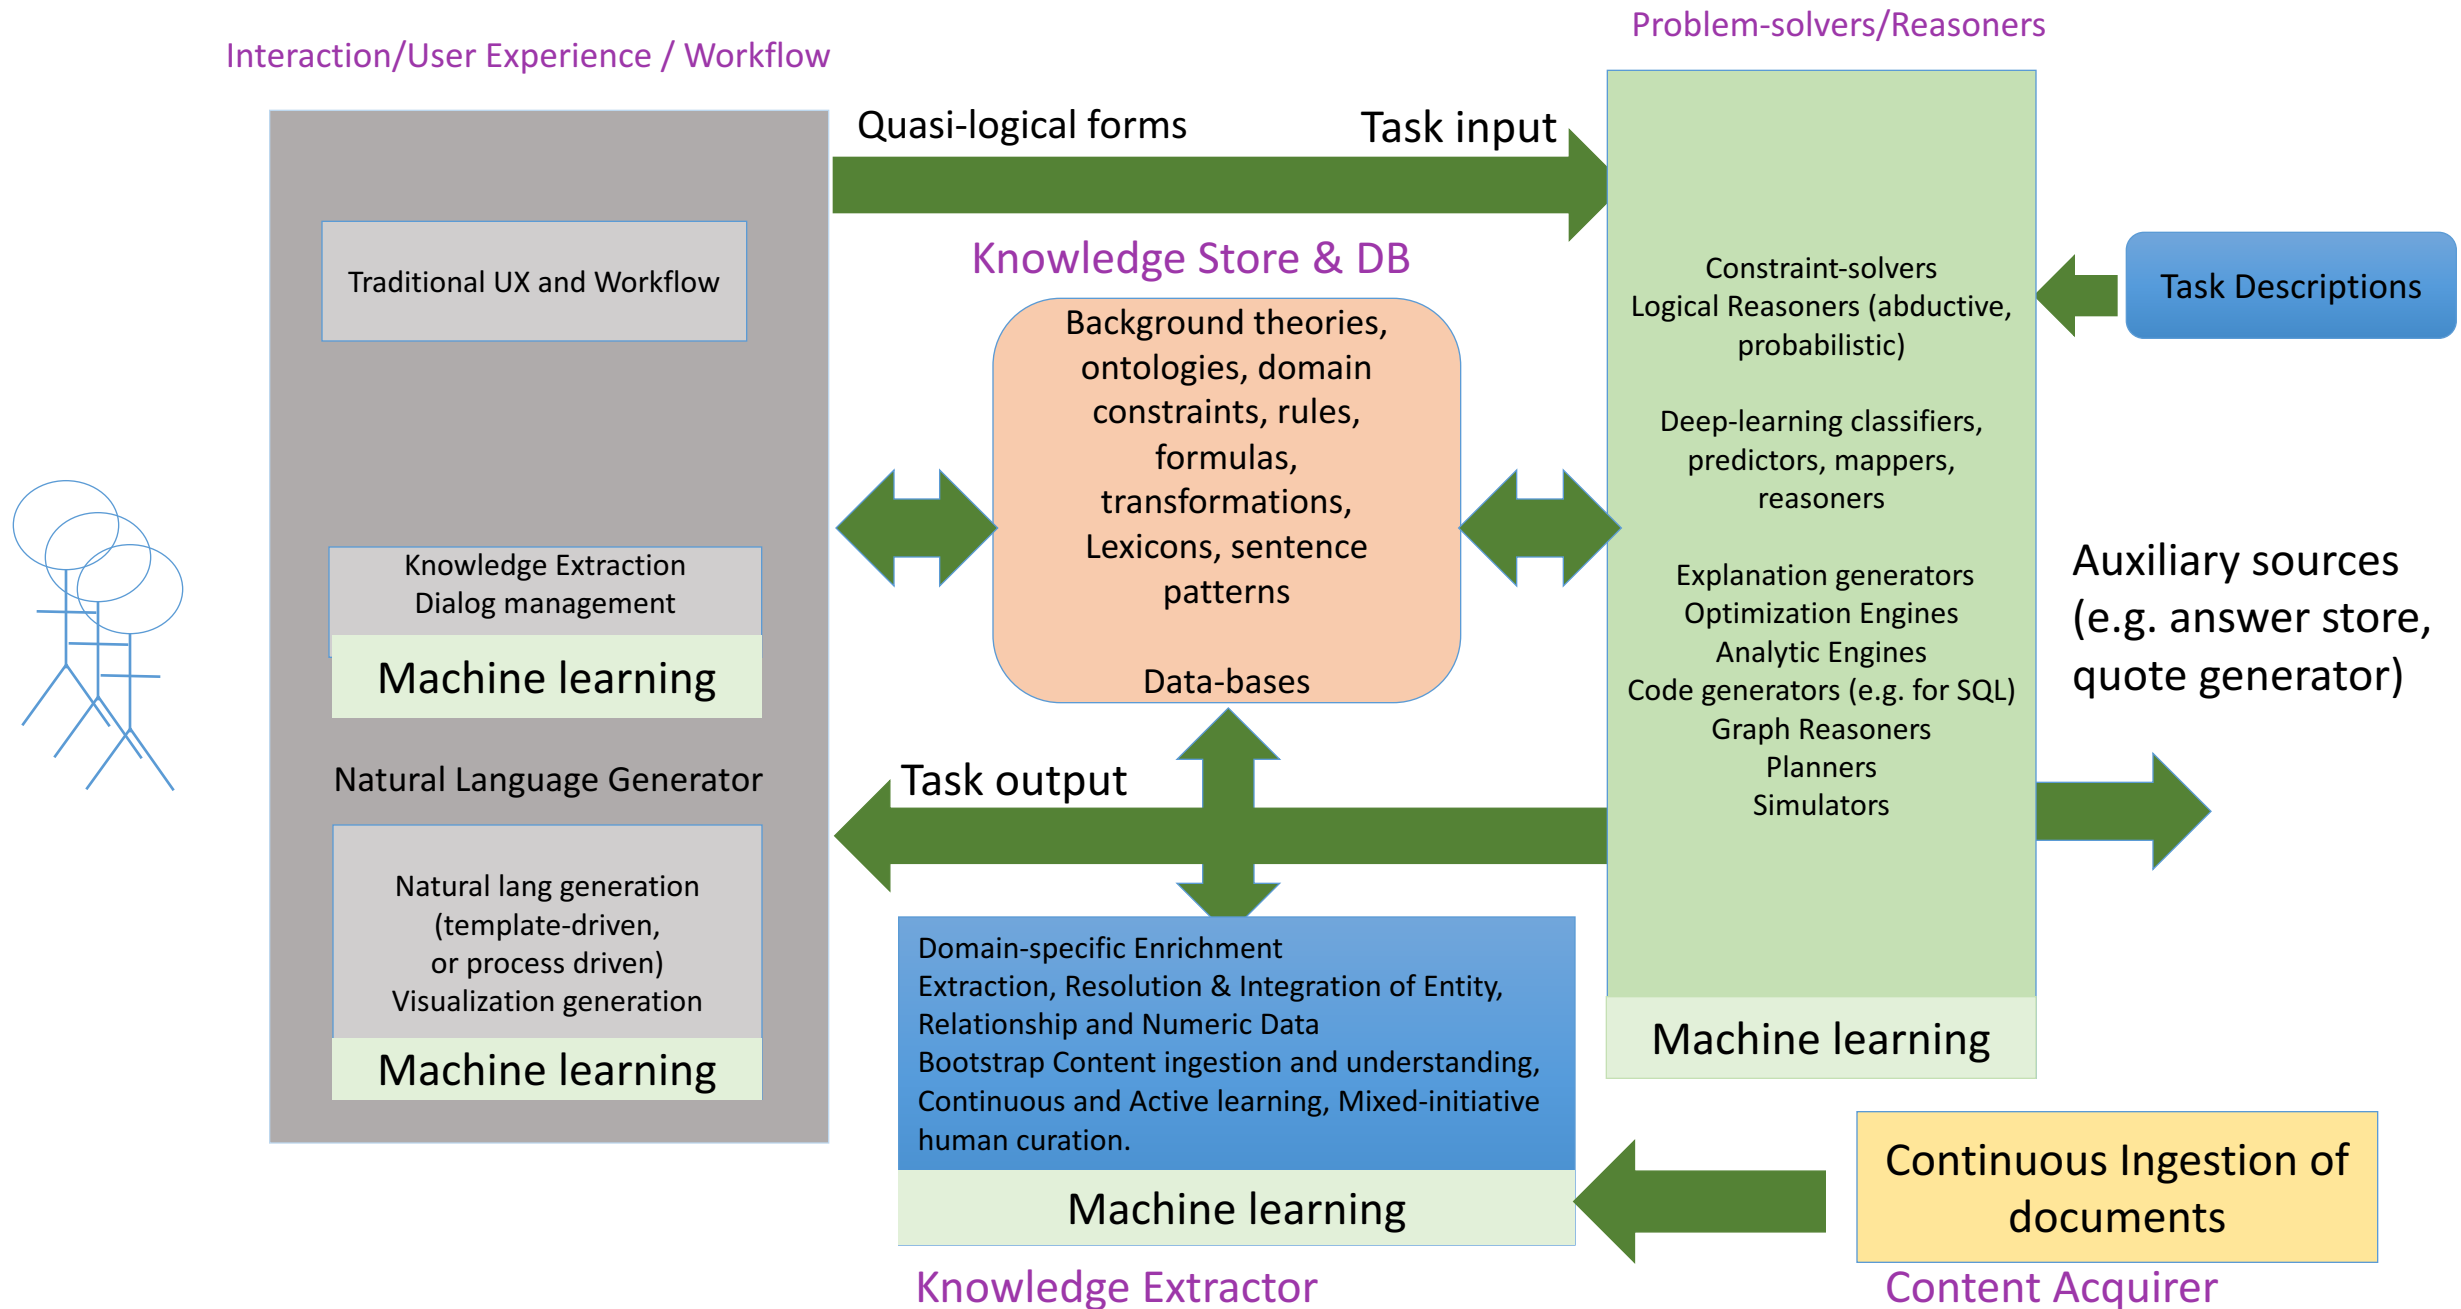 Interaction/User Experience / Workflow
Problem-solvers/Reasoners
Quasi-logical forms
Task input
Traditional UX and Workflow
Knowledge Extraction
Dialog management
Machine learning
Natural Language Generator
Natural lang generation
(template-driven,
or process driven)
Visualization generation
Machine learning
Knowledge Store & DB
Background theories,
ontologies, domain
constraints, rules,
formulas,
transformations,
Lexicons, sentence
patterns
Data-bases
Task output
Domain-specific Enrichment
Extraction, Resolution & Integration of Entity,
Relationship and Numeric Data
Bootstrap Content ingestion and understanding,
Continuous and Active learning, Mixed-initiative
human curation.
Machine learning
Knowledge Extractor
Constraint-solvers
Logical Reasoners (abductive,
probabilistic)
Deep-learning classifiers,
predictors, mappers,
reasoners
Explanation generators
Optimization Engines
Analytic Engines
Code generators (e.g. for SQL)
Graph Reasoners
Planners
Simulators
Machine learning
Task Descriptions
Auxiliary sources
(e.g. answer store,
quote generator)
Continuous Ingestion of
documents
Content Acquirer